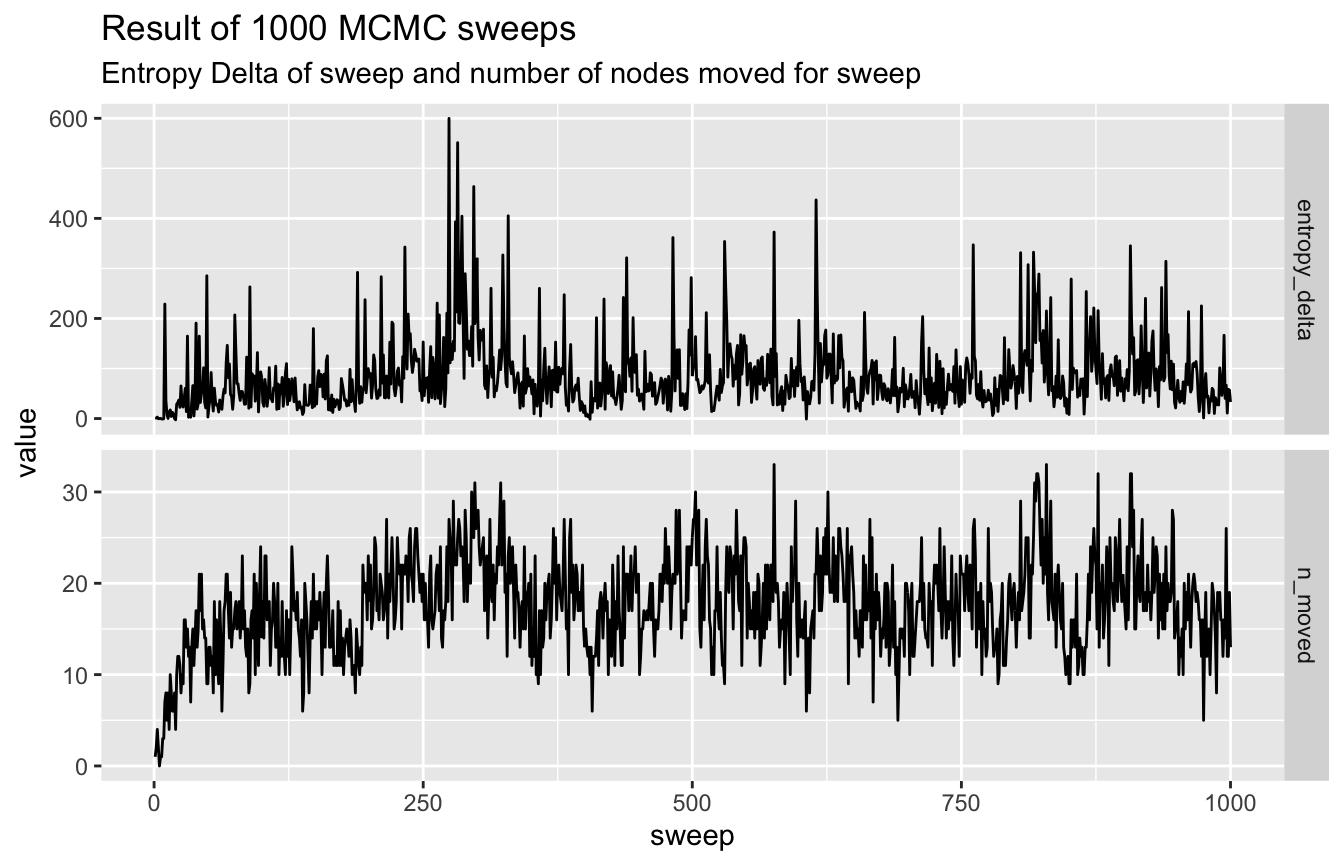 Result of 1000 MCMC sweeps
Entropy Delta of sweep and number of nodes moved for sweep
600
400
200
0
entropy_delta
value
30
20
10
0
n_moved
0 250 500 750 1000
sweep